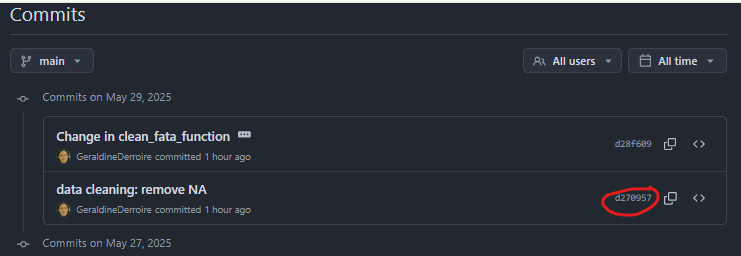 Commits
main
All users
All time
Commits on May 29, 2025
Change in clean_fata_function
GeraldineDerroire committed 1 hour ago
d28f609
data cleaning: remove NA
GeraldineDerroire committed 1 hour ago
d270957
Commits on May 27, 2025